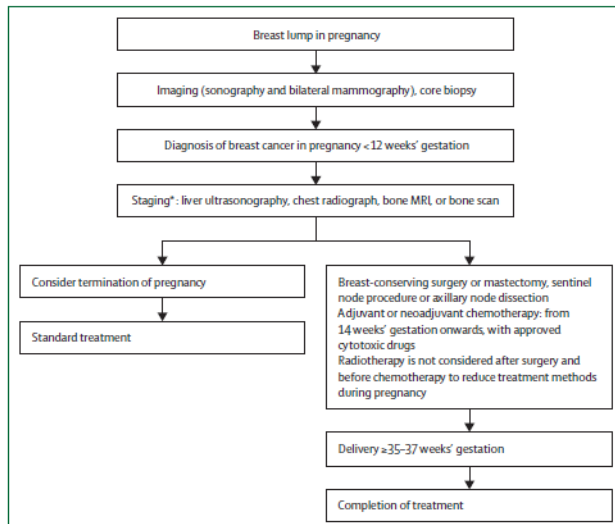 Breast lump in pregnancy
Imaging (sonography and bilateral mammography), core biopsy
Diagnosis of breast cancer in pregnancy <12 weeks' gestation
Staging*: liver ultrasonography, chest radiograph, bone MRI, or bone scan
Consider termination of pregnancy
Standard treatment
Breast-conserving surgery or mastectomy, sentinel
node procedure or axillary node dissection
Adjuvant or neoadjuvant chemotherapy: from
14 weeks' gestation onwards, with approved
cytotoxic drugs
Radiotherapy is not considered after surgery and
before chemotherapy to reduce treatment methods
during pregnancy
Delivery ≥35–37 weeks' gestation
Completion of treatment